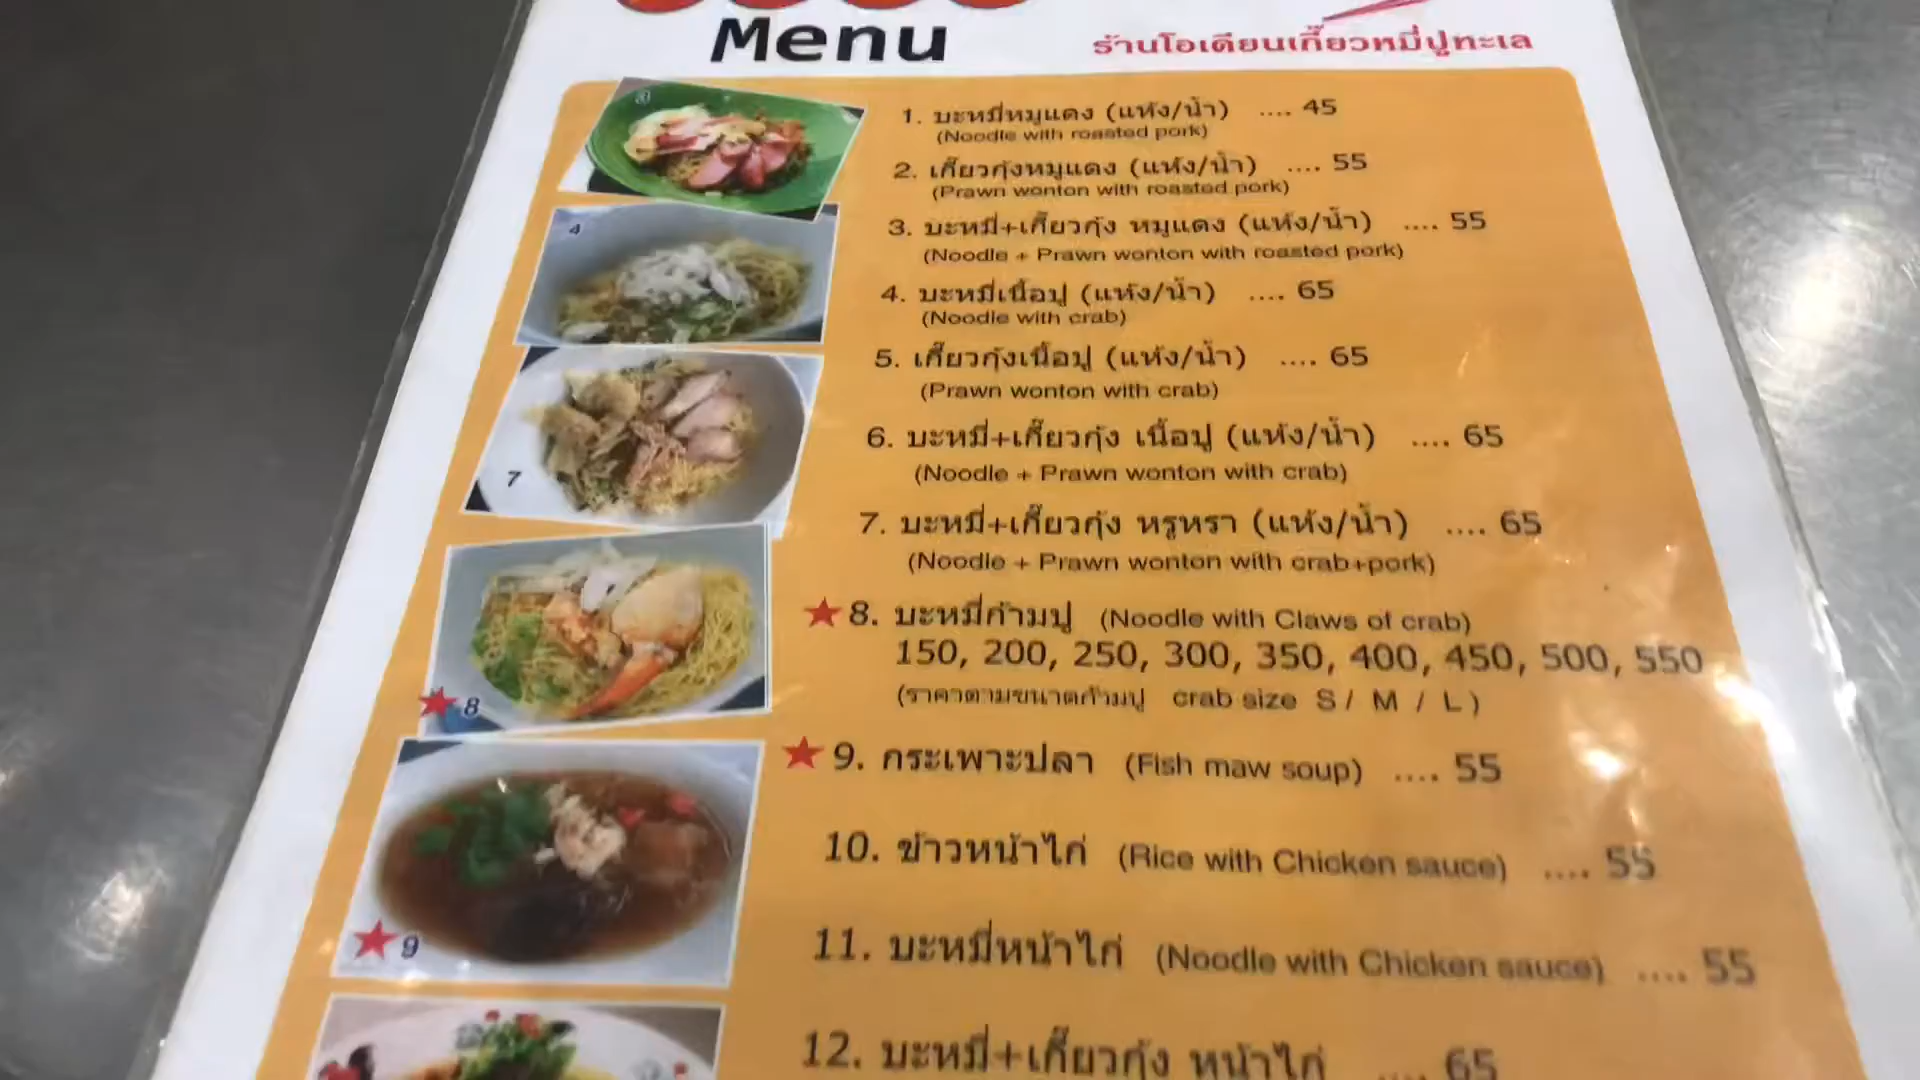 Menu
ร้านโอเดียนเกี๊ยวหมี่ปูทะเล
1. บะหมี่หมูแดง (แห้ง/น้ำ) .... 45
(Noodle with roasted pork)
2. เกี๊ยวกุ้งหมูแดง (แห้ง/น้ำ) .... 55
(Prawn wonton with roasted pork)
3. บะหมี่+เกี๊ยวกุ้ง หมูแดง (แห้ง/น้ำ) .... 55
(Noodle + Prawn wonton with roasted pork)
4. บะหมี่เนื้อปู (แห้ง/น้ำ) .... 65
(Noodle with crab)
5. เกี๊ยวกุ้งเนื้อปู (แห้ง/น้ำ) .... 65
(Prawn wonton with crab)
6. บะหมี่+เกี๊ยวกุ้ง เนื้อปู (แห้ง/น้ำ) .... 65
(Noodle + Prawn wonton with crab)
7. บะหมี่+เกี๊ยวกุ้ง หรูหรา (แห้ง/น้ำ) .... 65
(Noodle + Prawn wonton with crab+pork)
8. บะหมี่ก้ามปู (Noodle with Claws of crab)
150, 200, 250, 300, 350, 400, 450, 500, 550
(ราคาตามขนาดก้ามปู crab size S / M / L )
9. กระเพาะปลา (Fish maw soup) .... 55
10. ข้าวหน้าไก่ (Rice with Chicken sauce) .... 55
11. บะหมี่หน้าไก่ (Noodle with Chicken sauce) .... 55
12. บะหมี่+เกี๊ยวกุ้ง หน้าไก่ .... 65
3
4
7
8
9